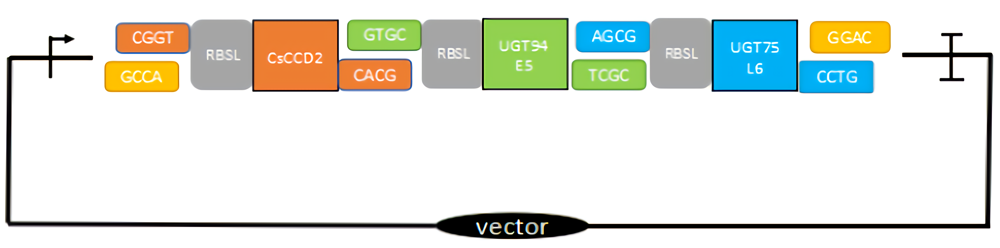 CGGT
GCCA
RBSL
CsCCD2
GTGC
CACG
RBSL
UGT94
E5
AGCG
TCGC
RBSL
UGT75
L6
GGAC
CCTG
vector